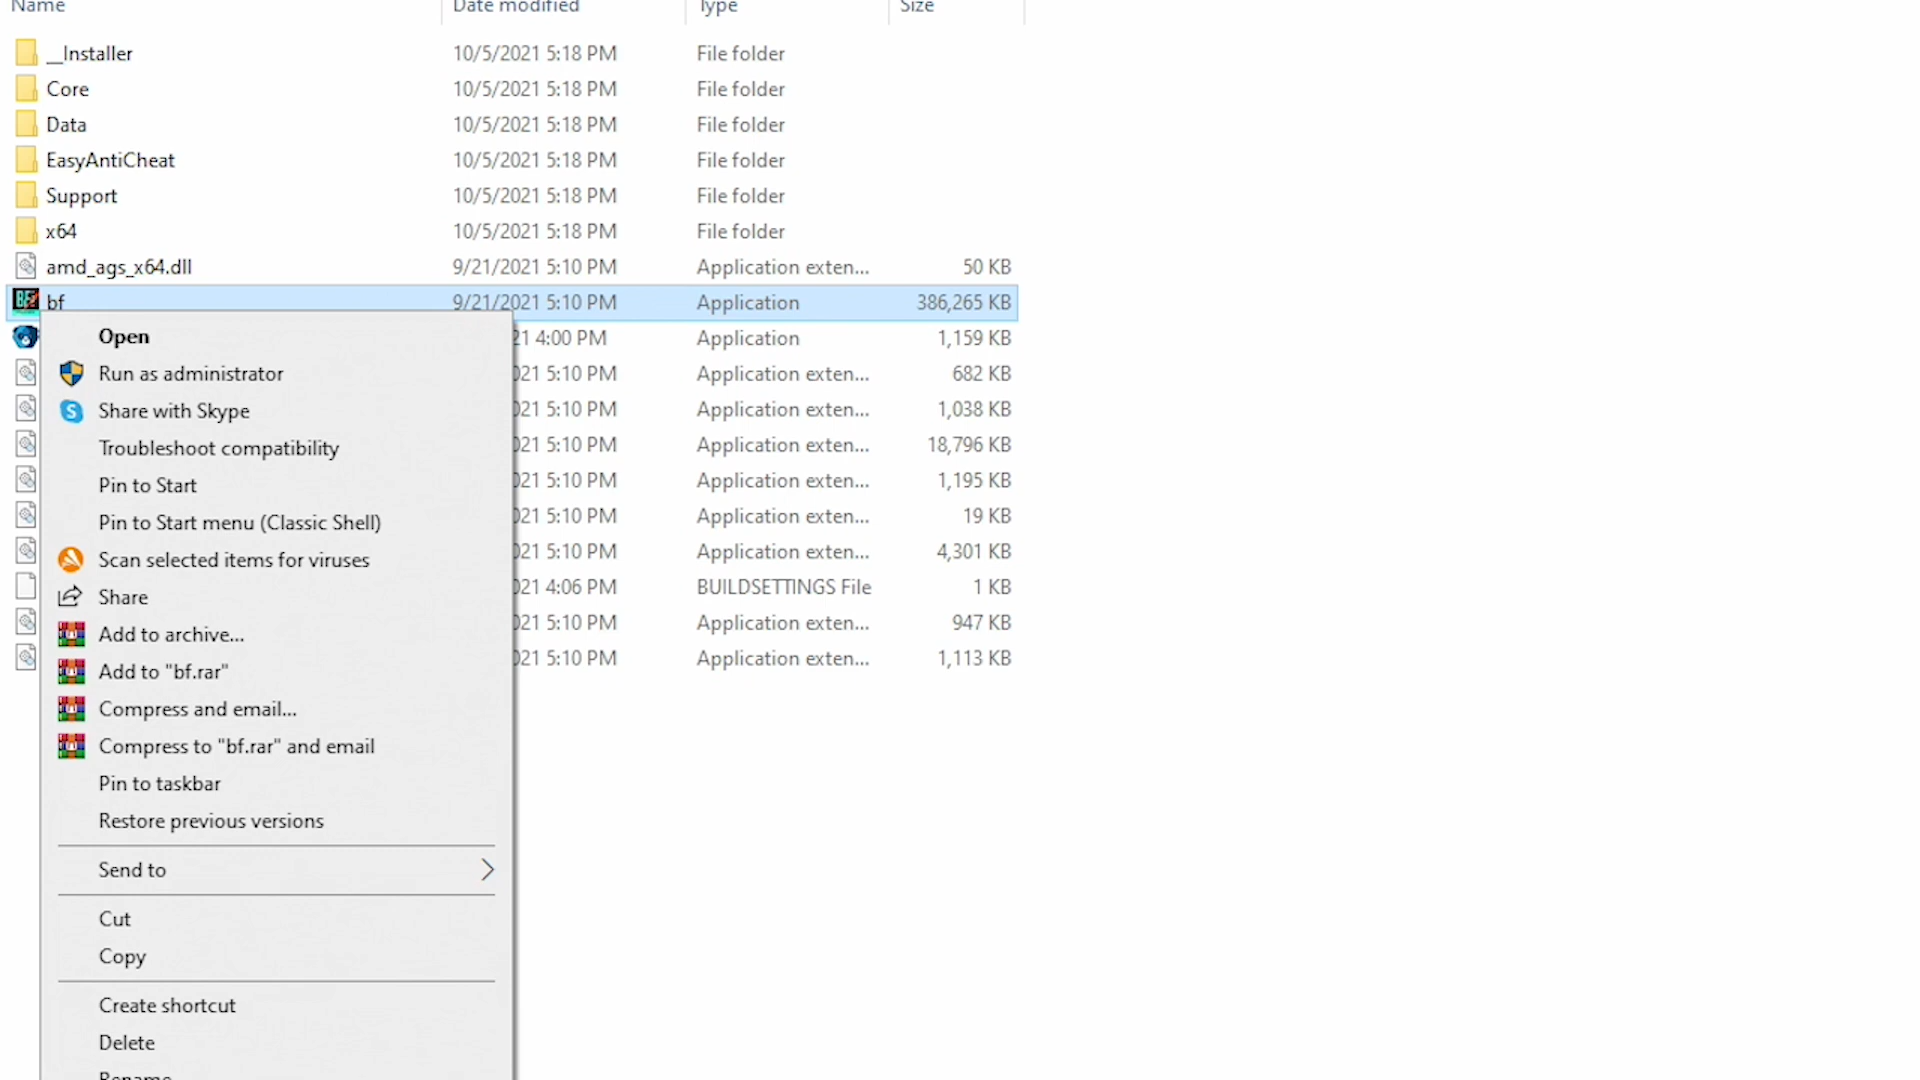 Name Date modified Type Size
__Installer 10/5/2021 5:18 PM File folder
Core 10/5/2021 5:18 PM File folder
Data 10/5/2021 5:18 PM File folder
EasyAntiCheat 10/5/2021 5:18 PM File folder
Support 10/5/2021 5:18 PM File folder
x64 10/5/2021 5:18 PM File folder
amd_ags_x64.dll 9/21/2021 5:10 PM Application exten... 50 KB
bf 9/21/2021 5:10 PM Application 386,265 KB
Open
21 4:00 PM Application 1,159 KB
Run as administrator
021 5:10 PM Application exten... 682 KB
Share with Skype
021 5:10 PM Application exten... 1,038 KB
Troubleshoot compatibility
021 5:10 PM Application exten... 18,796 KB
Pin to Start
021 5:10 PM Application exten... 1,195 KB
Pin to Start menu (Classic Shell)
021 5:10 PM Application exten... 19 KB
Scan selected items for viruses
021 5:10 PM Application exten... 4,301 KB
Share
021 4:06 PM BUILDSETTINGS File 1 KB
Add to archive...
021 5:10 PM Application exten... 947 KB
Add to "bf.rar"
021 5:10 PM Application exten... 1,113 KB
Compress and email...
Compress to "bf.rar" and email
Pin to taskbar
Restore previous versions
Send to
Cut
Copy
Create shortcut
Delete
Rename